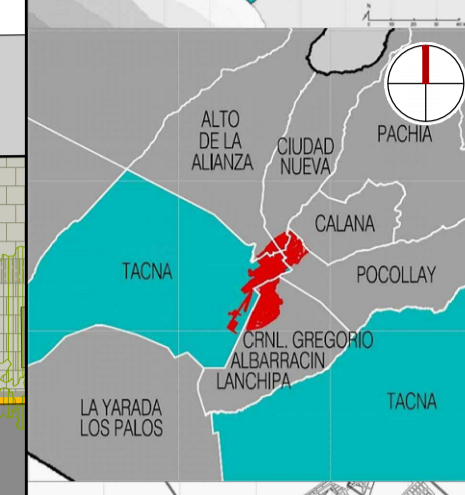 ALTO
DE LA
ALIANZA
CIUDAD
NUEVA
PACHIA
CALANA
TACNA
POCOLLAY
CRNL. GREGORIO
ALBARRACIN
LANCHIPA
LA YARADA
LOS PALOS
TACNA